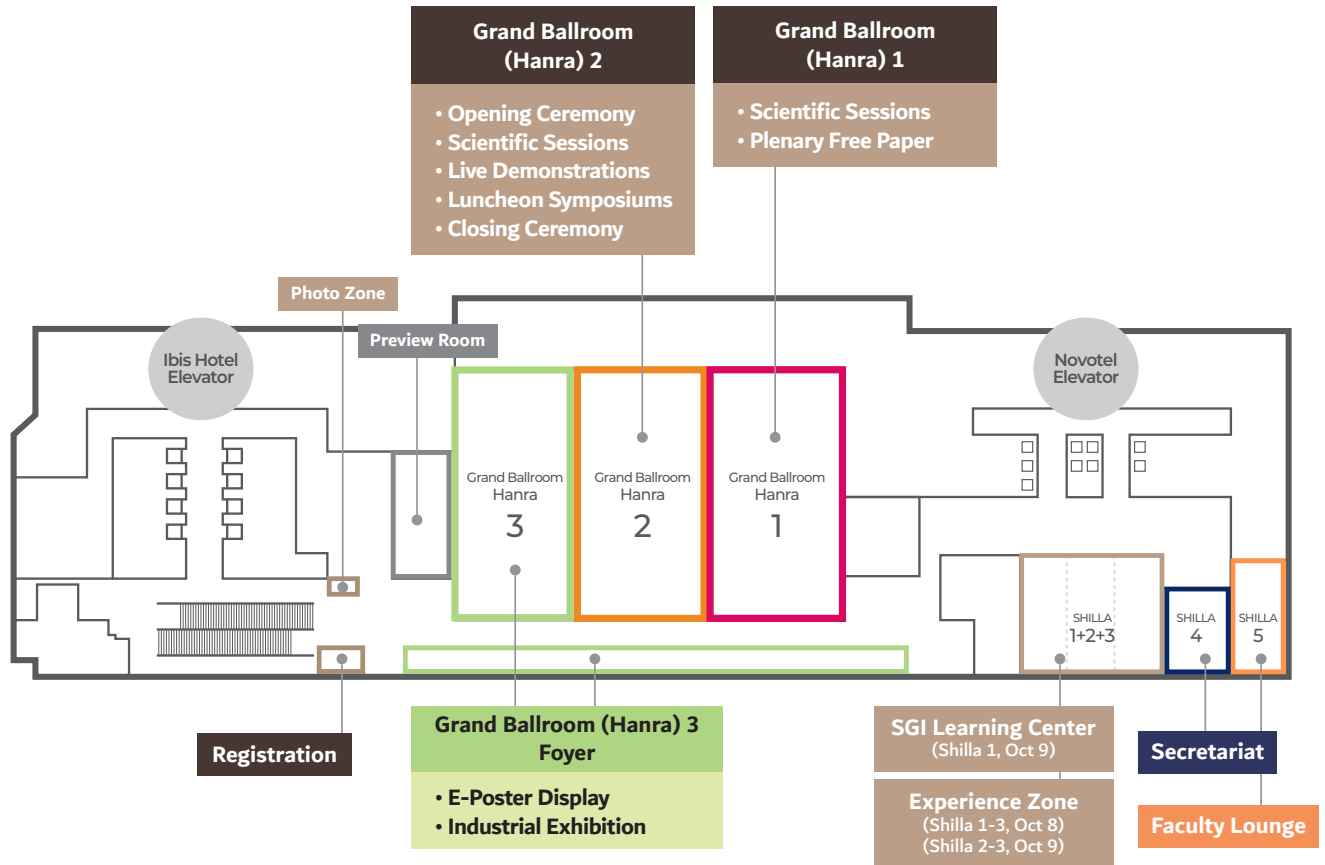 Grand Ballroom
(Hanra) 2
• Opening Ceremony
• Scientific Sessions
• Live Demonstrations
• Luncheon Symposiums
• Closing Ceremony
Grand Ballroom
(Hanra) 1
• Scientific Sessions
• Plenary Free Paper
Photo Zone
Preview Room
Ibis Hotel
Elevator
Novotel
Elevator
Grand Ballroom
Hanra
3
Grand Ballroom
Hanra
2
Grand Ballroom
Hanra
1
SHILLA
1+2+3
SHILLA
4
SHILLA
5
Registration
Grand Ballroom (Hanra) 3
Foyer
• E-Poster Display
• Industrial Exhibition
SGI Learning Center
(Shilla 1, Oct 9)
Experience Zone
(Shilla 1-3, Oct 8)
(Shilla 2-3, Oct 9)
Secretariat
Faculty Lounge